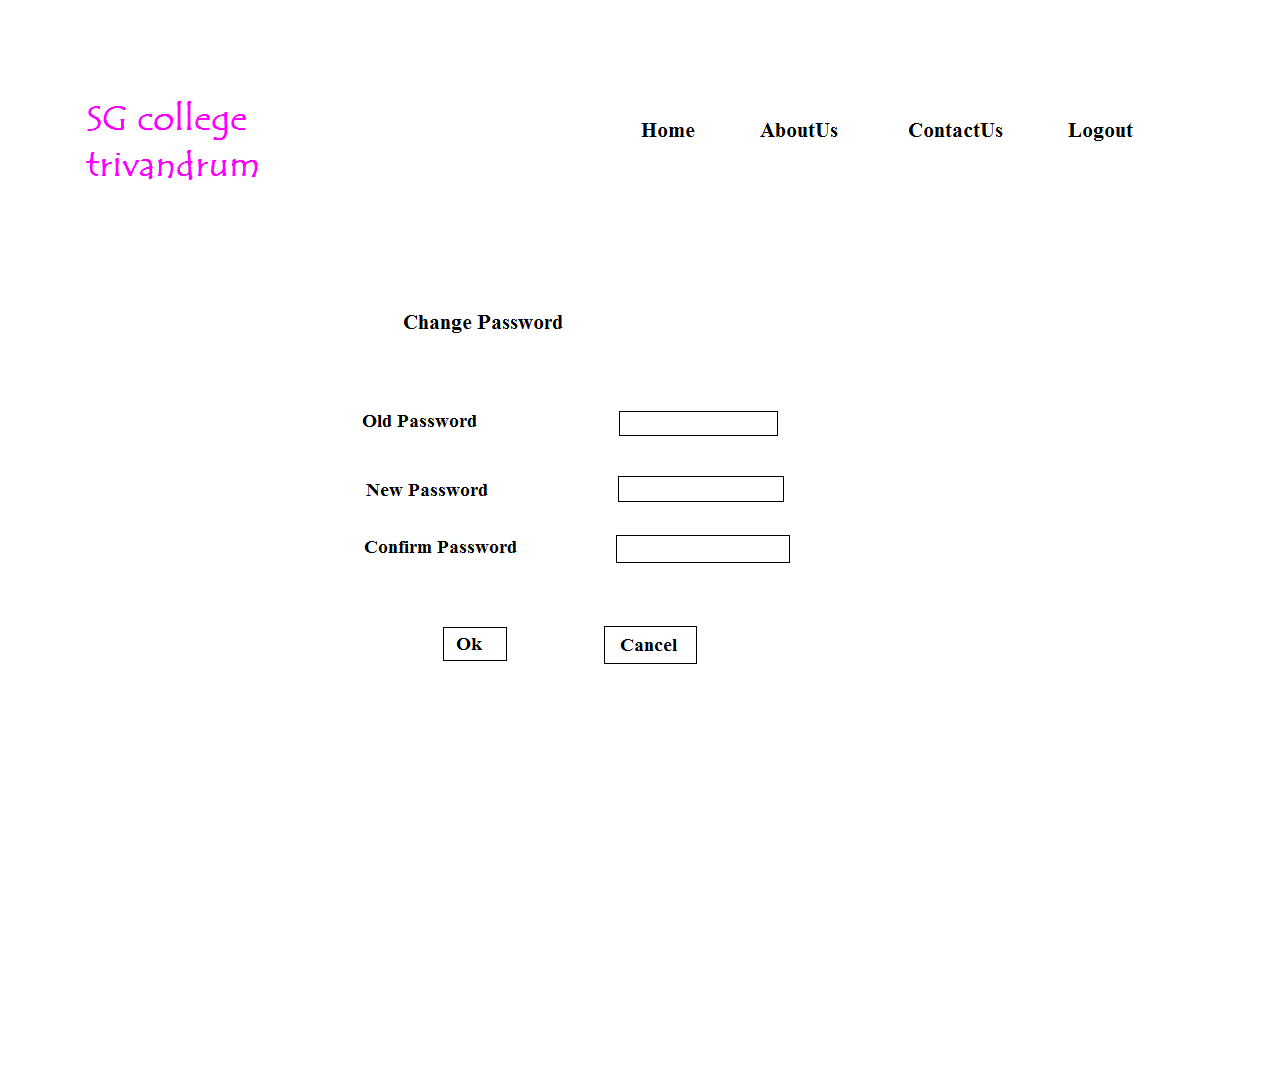 SG college
trivandrum
Home AboutUs ContactUs Logout
Change Password
Old Password
New Password
Confirm Password
Ok Cancel